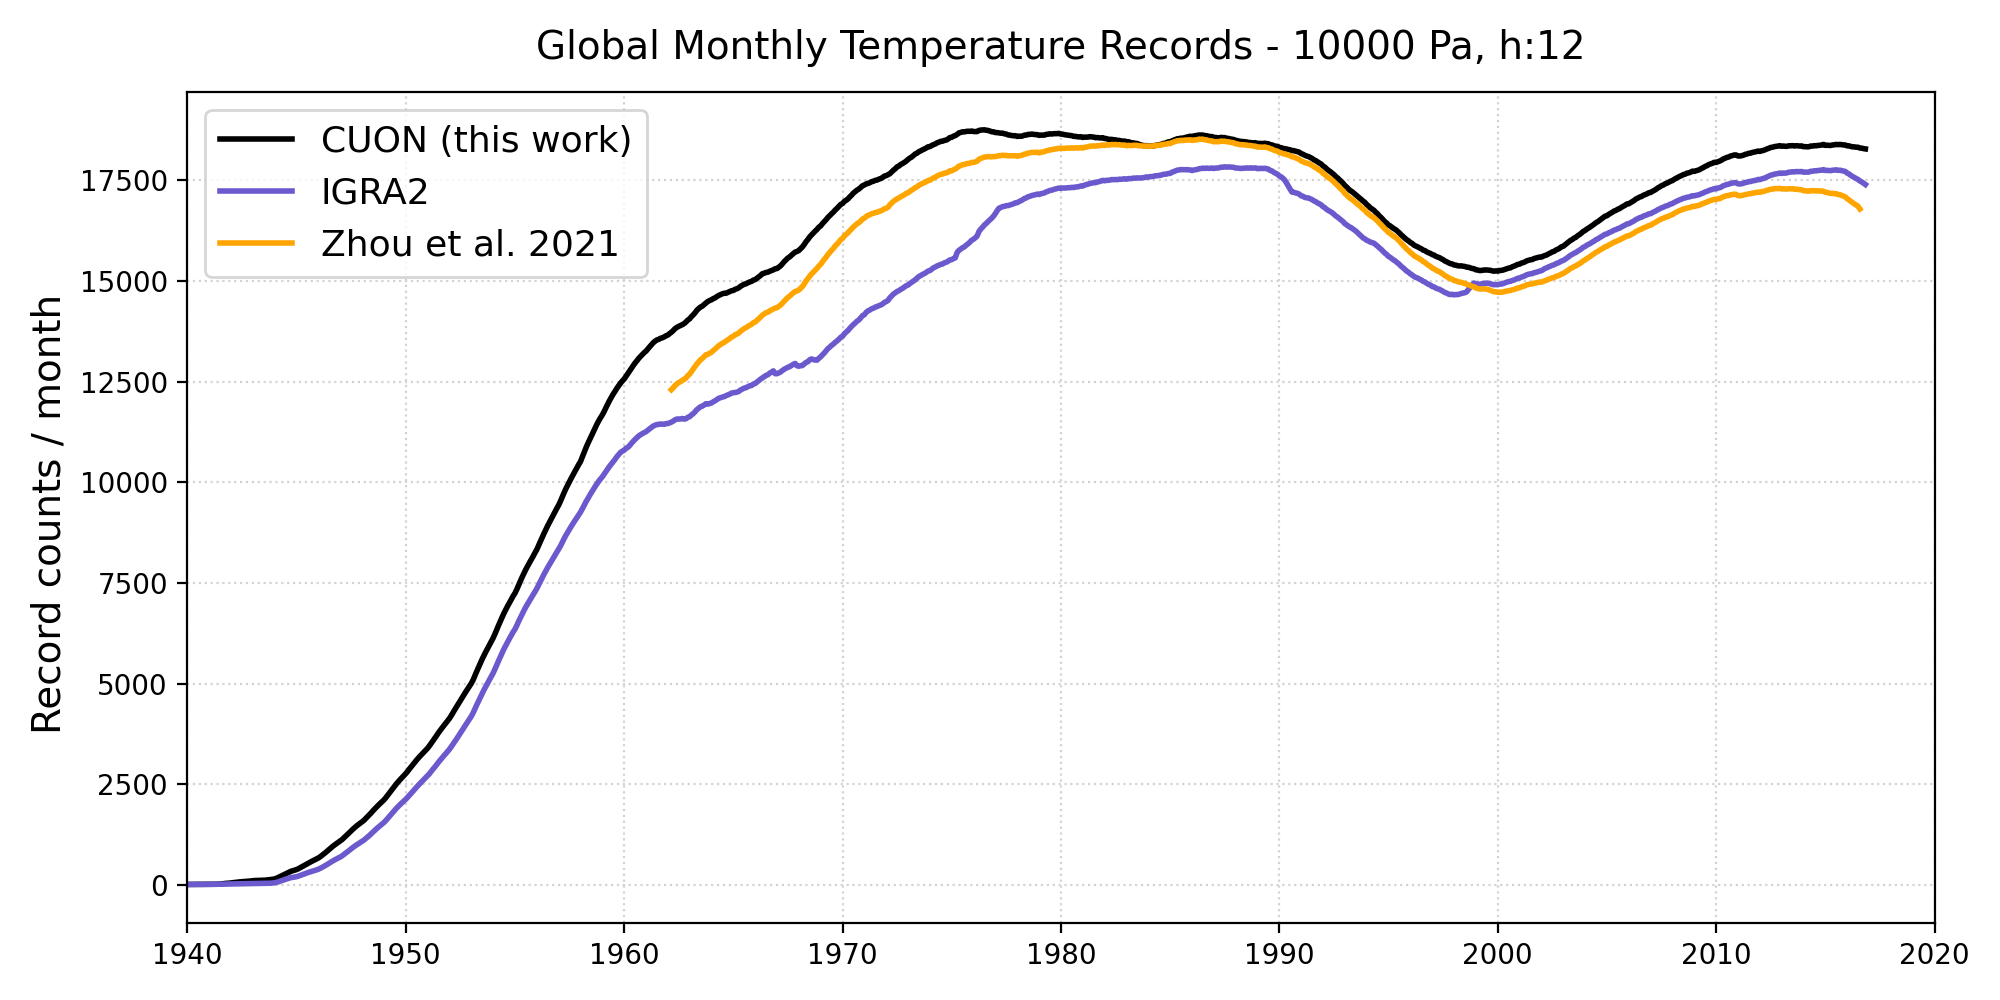 Global Monthly Temperature Records - 10000 Pa, h:12
CUON (this work)
IGRA2
Zhou et al. 2021
Record counts / month
17500
15000
12500
10000
7500
5000
2500
0
1940 1950 1960 1970 1980 1990 2000 2010 2020